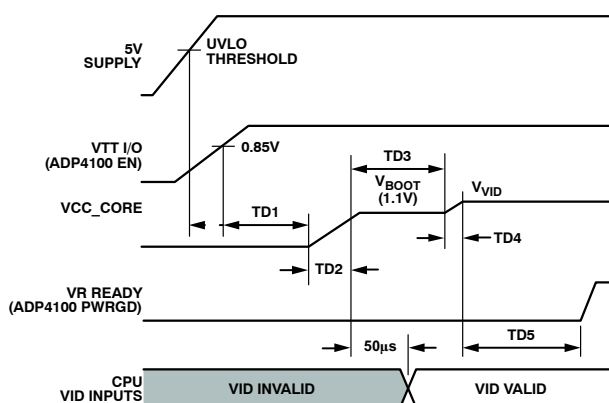 5V
SUPPLY
UVLO
THRESHOLD
VTT I/O
(ADP4100 EN)
0.85V
TD3
VBOOT
(1.1V)
VVID
VCC_CORE
TD1
TD4
TD2
VR READY
(ADP4100 PWRGD)
50µs
TD5
CPU
VID INPUTS
VID INVALID
VID VALID